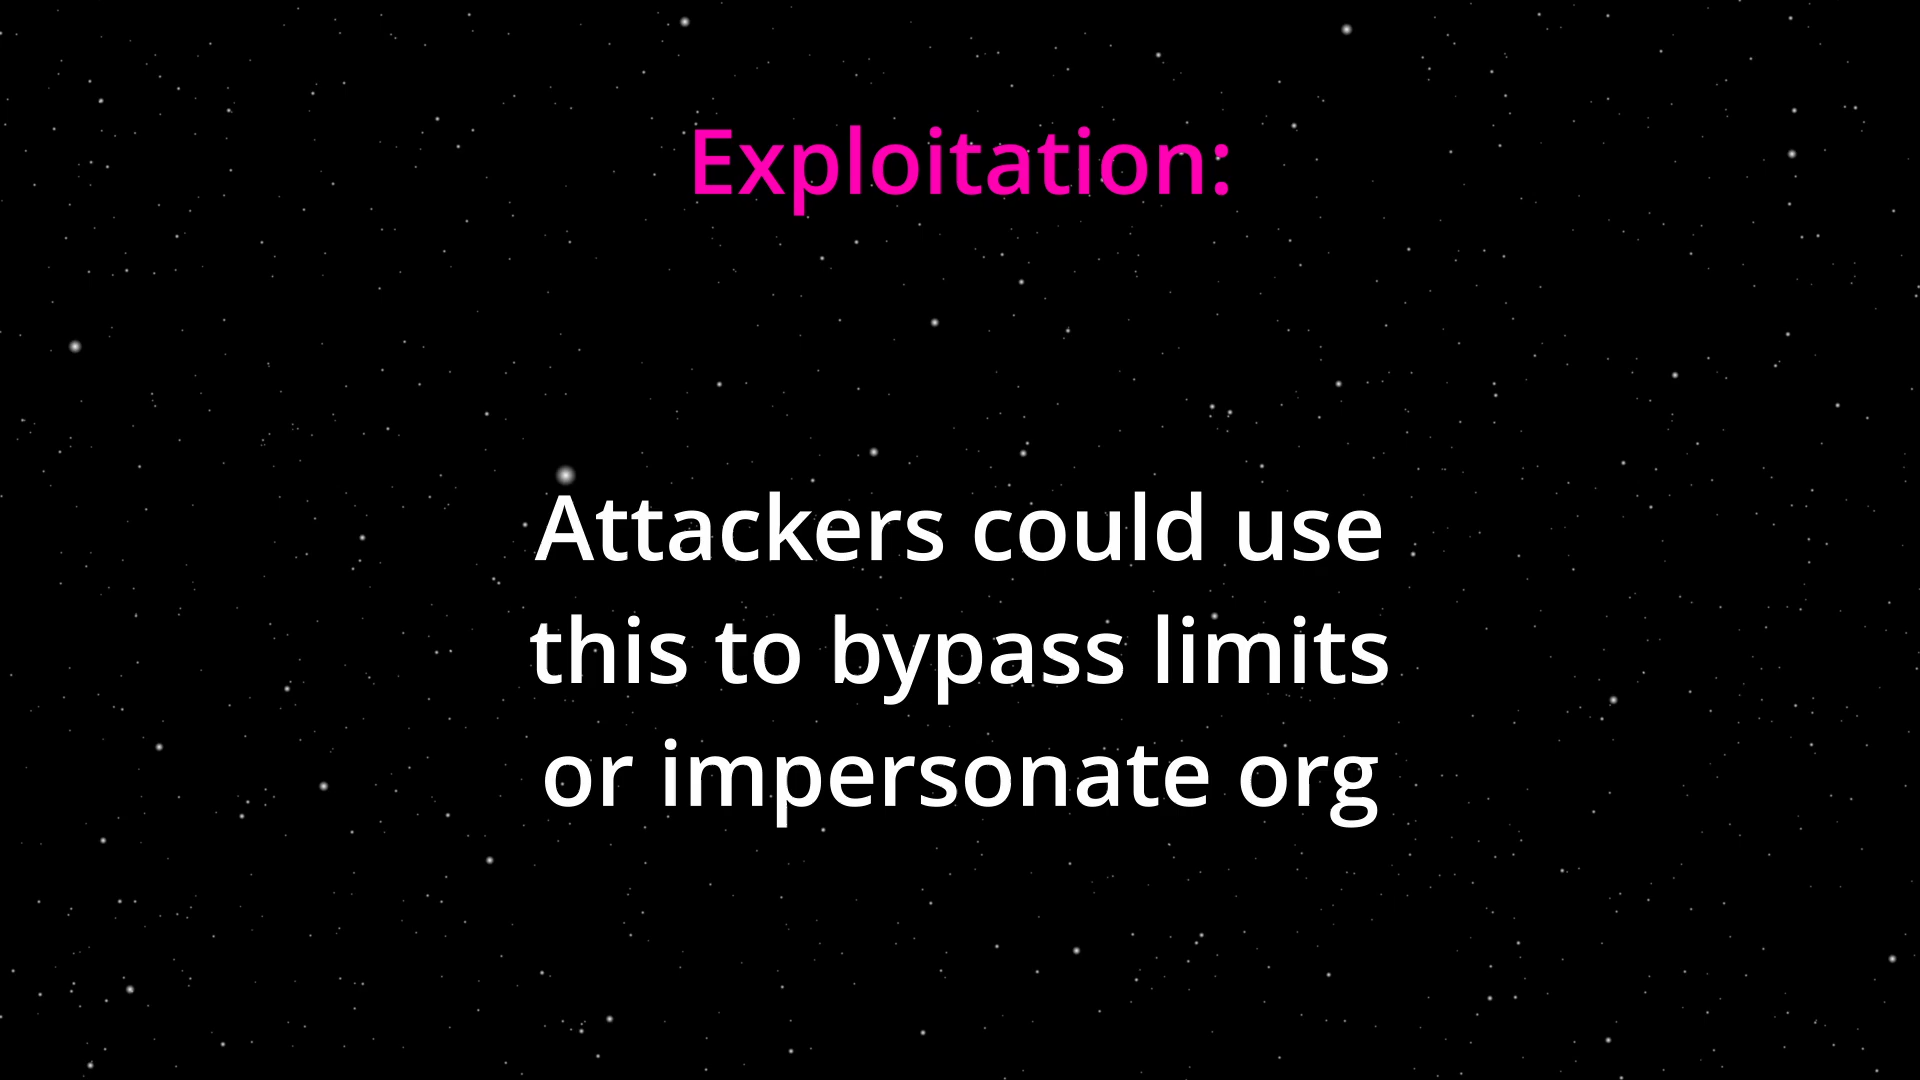 Exploitation:
Attackers could use
this to bypass limits
or impersonate org